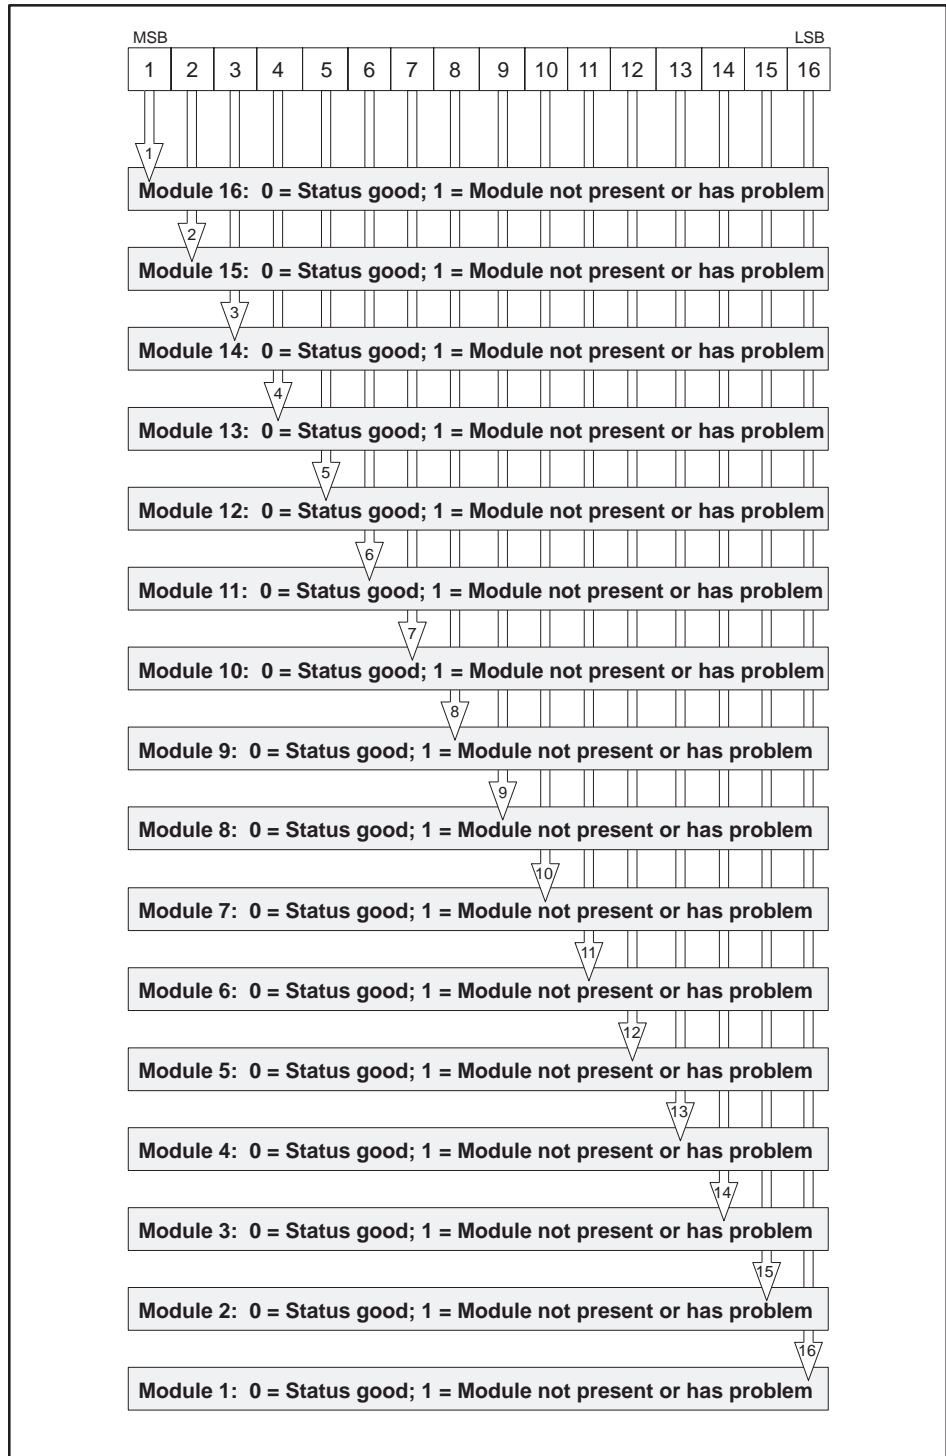 MSB LSB
1 2 3 4 5 6 7 8 9 10 11 12 13 14 15 16
1
Module 16: 0 = Status good; 1 = Module not present or has problem
2
Module 15: 0 = Status good; 1 = Module not present or has problem
3
Module 14: 0 = Status good; 1 = Module not present or has problem
4
Module 13: 0 = Status good; 1 = Module not present or has problem
5
Module 12: 0 = Status good; 1 = Module not present or has problem
6
Module 11: 0 = Status good; 1 = Module not present or has problem
7
Module 10: 0 = Status good; 1 = Module not present or has problem
8
Module 9: 0 = Status good; 1 = Module not present or has problem
9
Module 8: 0 = Status good; 1 = Module not present or has problem
10
Module 7: 0 = Status good; 1 = Module not present or has problem
11
Module 6: 0 = Status good; 1 = Module not present or has problem
12
Module 5: 0 = Status good; 1 = Module not present or has problem
13
Module 4: 0 = Status good; 1 = Module not present or has problem
14
Module 3: 0 = Status good; 1 = Module not present or has problem
15
Module 2: 0 = Status good; 1 = Module not present or has problem
16
Module 1: 0 = Status good; 1 = Module not present or has problem